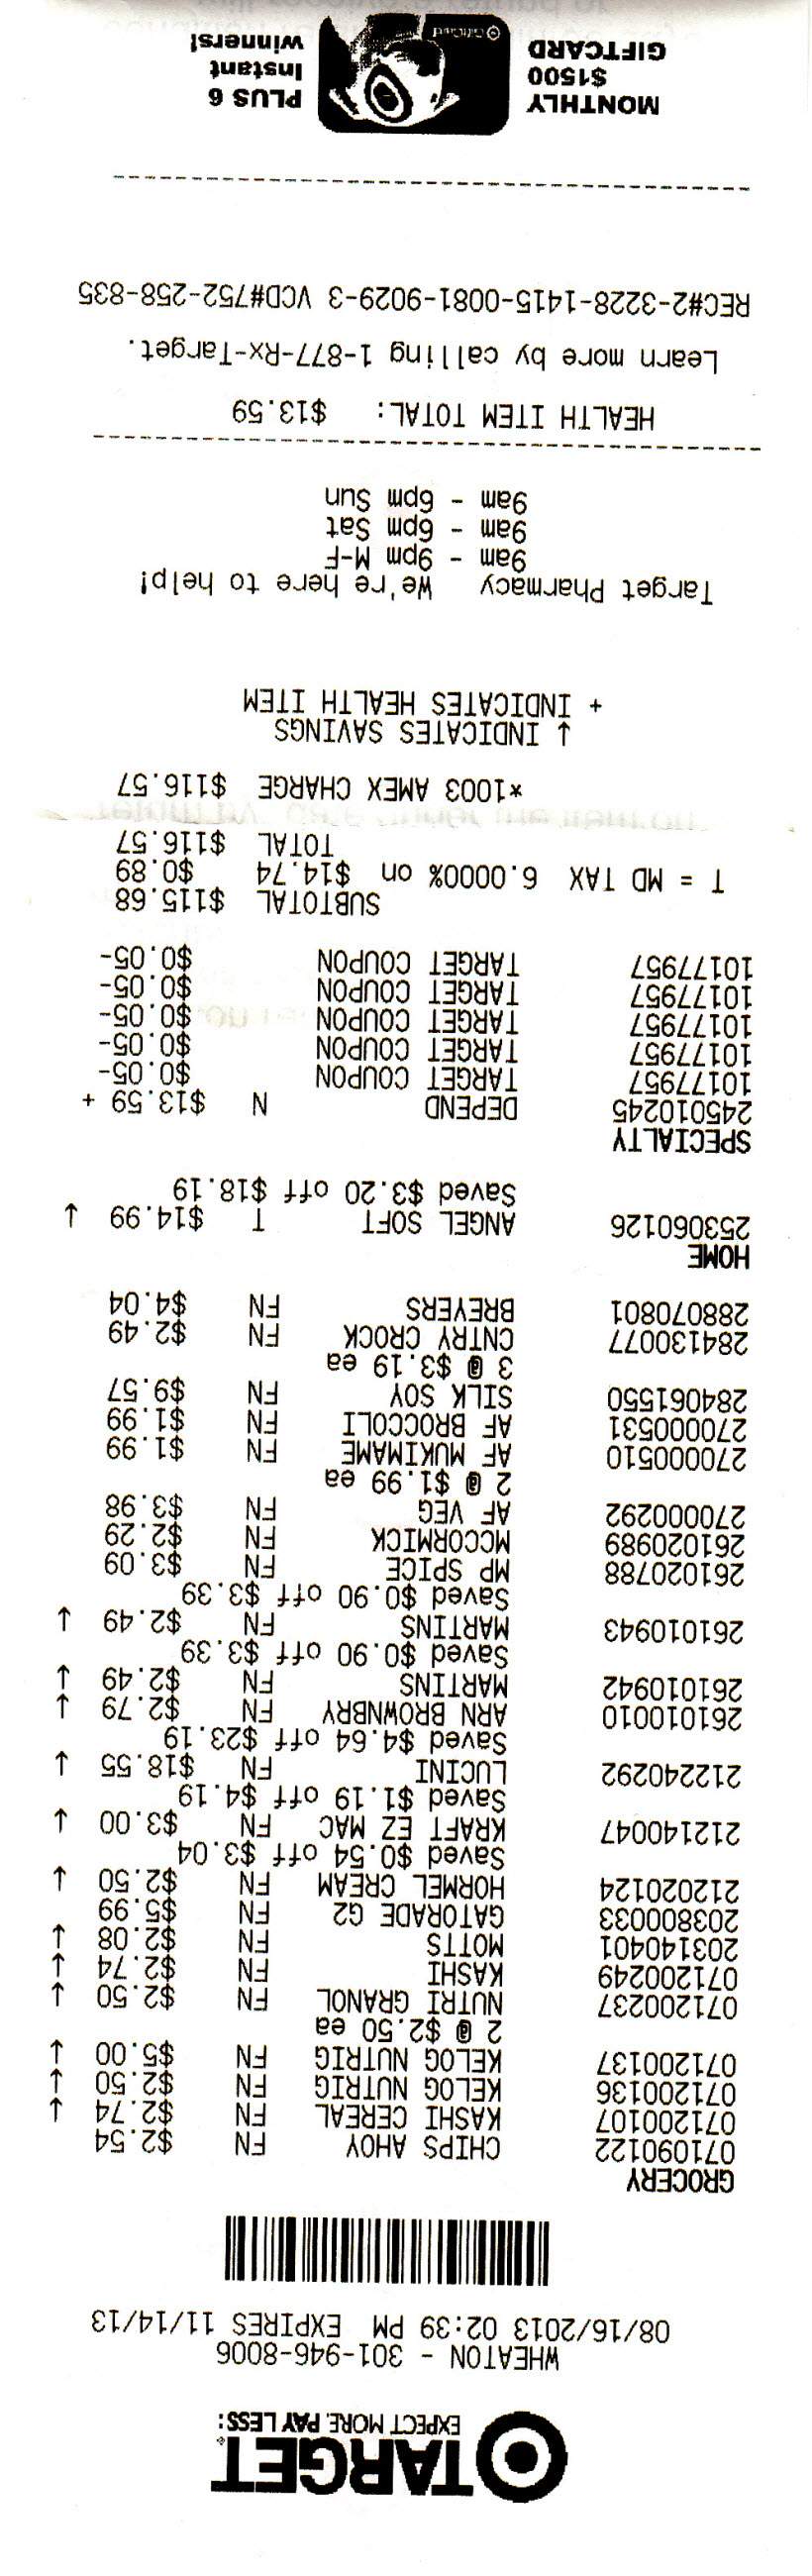 TARGET
EXPECT MORE. PAY LESS:
WHEATON - 301-946-8006
08/16/2013 02:39 PM EXPIRES 11/14/13
GROCERY
071090122 CHIPS AHOY FN $2.54
071200107 KASHI CEREAL FN $2.74 ↑
071200136 KELOG NUTRIG FN $2.50 ↑
071200137 KELOG NUTRIG FN $5.00 ↑
2 @ $2.50 ea
071200237 NUTRI GRANOL FN $2.50 ↑
071200249 KASHI FN $2.74 ↑
203140401 MOTTS FN $2.08 ↑
203800033 GATORADE G2 FN $5.99
212020124 HORMEL CREAM FN $2.50 ↑
Saved $0.54 off $3.04
212140047 KRAFT EZ MAC FN $3.00 ↑
Saved $1.19 off $4.19
212240292 LUCINI FN $18.55 ↑
Saved $4.64 off $23.19
261010010 ARN BROWNBRY FN $2.79 ↑
261010942 MARTINS FN $2.49 ↑
Saved $0.90 off $3.39
261010943 MARTINS FN $2.49 ↑
Saved $0.90 off $3.39
261020788 MP SPICE FN $3.09
261020989 MCCORMICK FN $2.29
270000292 AF VEG FN $3.98
2 @ $1.99 ea
270000510 AF MUKIMAME FN $1.99
270000531 AF BROCCOLI FN $1.99
284061550 SILK SOY FN $9.57
3 @ $3.19 ea
284130077 CNTRY CROCK FN $2.49
288070801 BREYERS FN $4.04
HOME
253060126 ANGEL SOFT T $14.99 ↑
Saved $3.20 off $18.19
SPECIALTY
245010245 DEPEND N $13.59 +
10177957 TARGET COUPON $0.05-
10177957 TARGET COUPON $0.05-
10177957 TARGET COUPON $0.05-
10177957 TARGET COUPON $0.05-
10177957 TARGET COUPON $0.05-
SUBTOTAL $115.68
T = MD TAX 6.0000% on $14.74 $0.89
TOTAL $116.57
*1003 AMEX CHARGE $116.57
↑ INDICATES SAVINGS
+ INDICATES HEALTH ITEM
Target Pharmacy We're here to help!
9am - 9pm M-F
9am - 6pm Sat
9am - 6pm Sun
HEALTH ITEM TOTAL: $13.59
Learn more by calling 1-877-Rx-Target.
REC#2-3228-1415-0081-9029-3 VCD#752-258-835
MONTHLY
$1500
GIFTCARD
GiftCard
PLUS 6
Instant
winners!